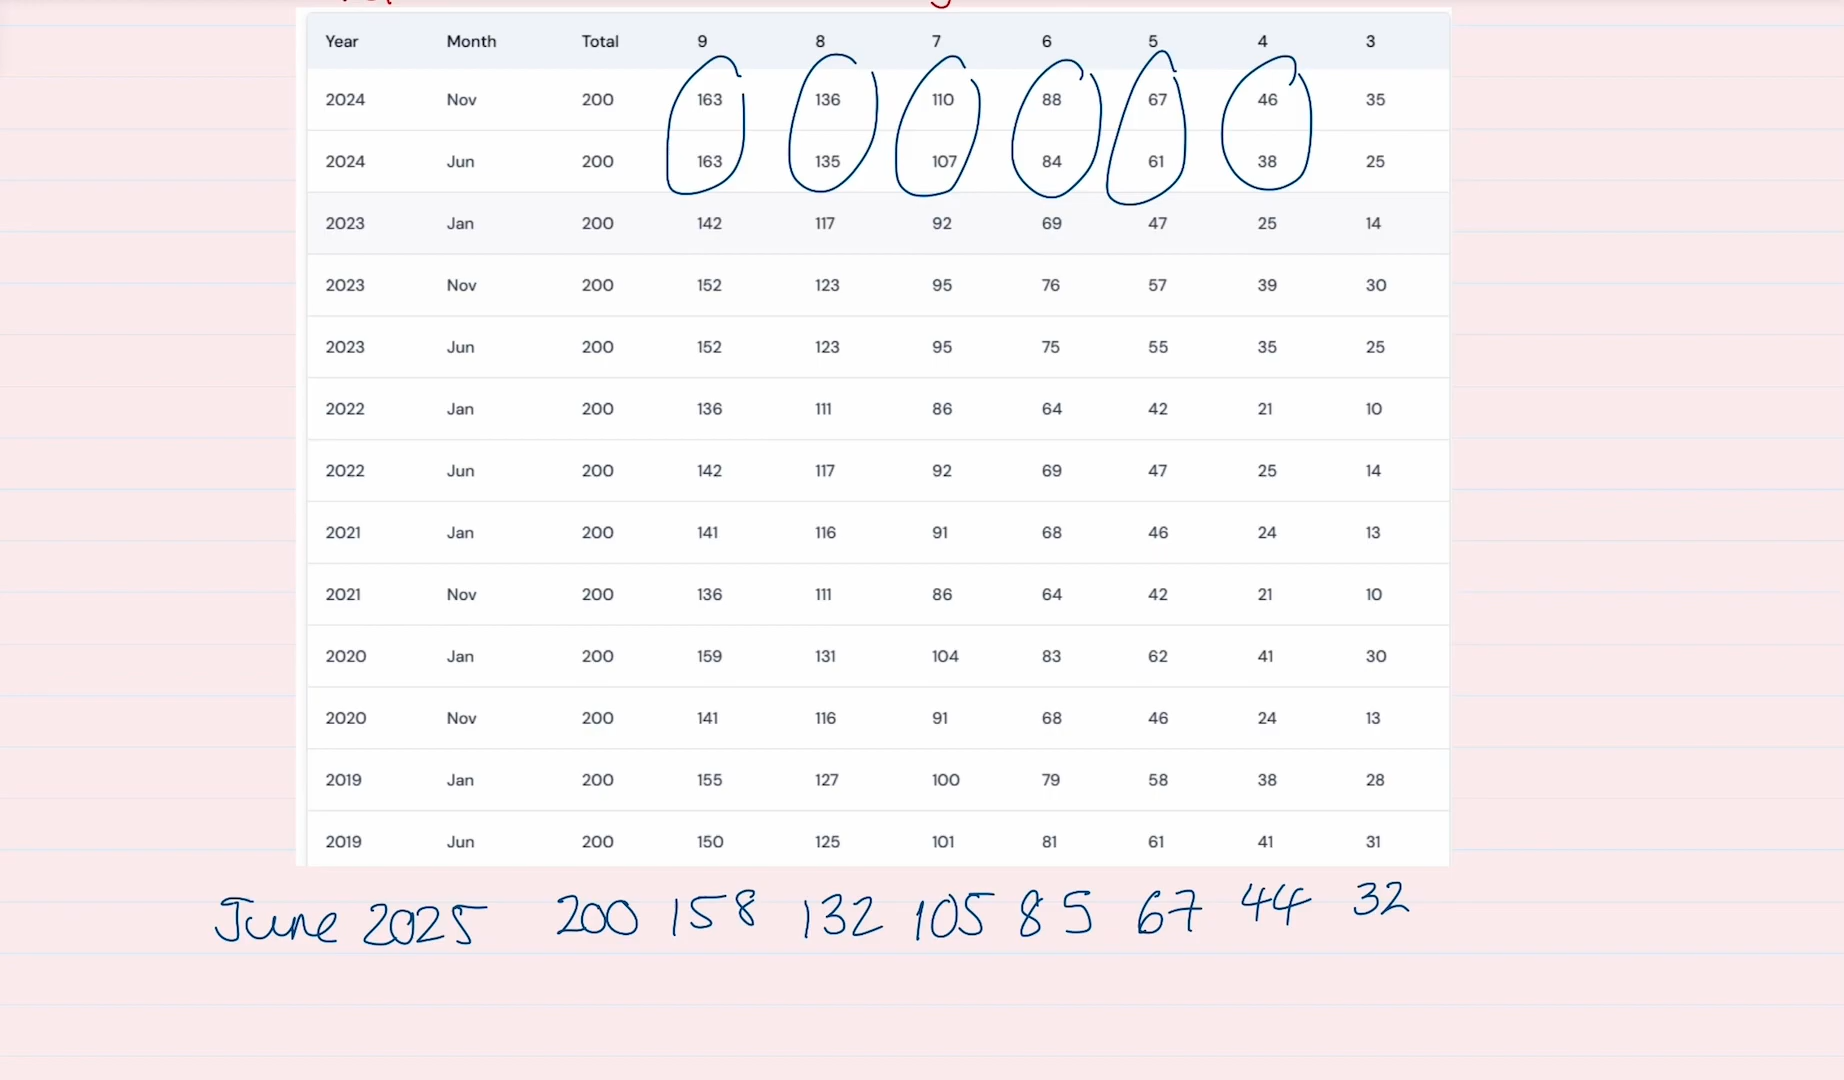 Year Month Total 9 8 7 6 5 4 3
2024 Nov 200 163 136 110 88 67 46 35
2024 Jun 200 163 135 107 84 61 38 25
2023 Jan 200 142 117 92 69 47 25 14
2023 Nov 200 152 123 95 76 57 39 30
2023 Jun 200 152 123 95 75 55 35 25
2022 Jan 200 136 111 86 64 42 21 10
2022 Jun 200 142 117 92 69 47 25 14
2021 Jan 200 141 116 91 68 46 24 13
2021 Nov 200 136 111 86 64 42 21 10
2020 Jan 200 159 131 104 83 62 41 30
2020 Nov 200 141 116 91 68 46 24 13
2019 Jan 200 155 127 100 79 58 38 28
2019 Jun 200 150 125 101 81 61 41 31
June 2025 200 158 132 105 85 67 44 32